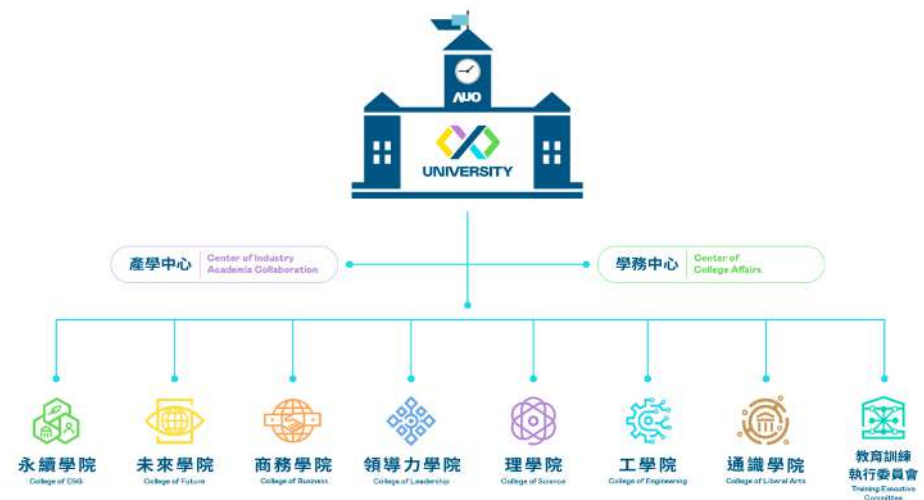 AUO
UNIVERSITY
產學中心
Center of Industry
Academia Collaboration
學務中心
Center of
College Affairs
永續學院
College of ESG
未來學院
College of Future
商務學院
College of Business
領導力學院
College of Leadership
理學院
College of Science
工學院
College of Engineering
通識學院
College of Liberal Arts
教育訓練
執行委員會
Training Execution
Committee